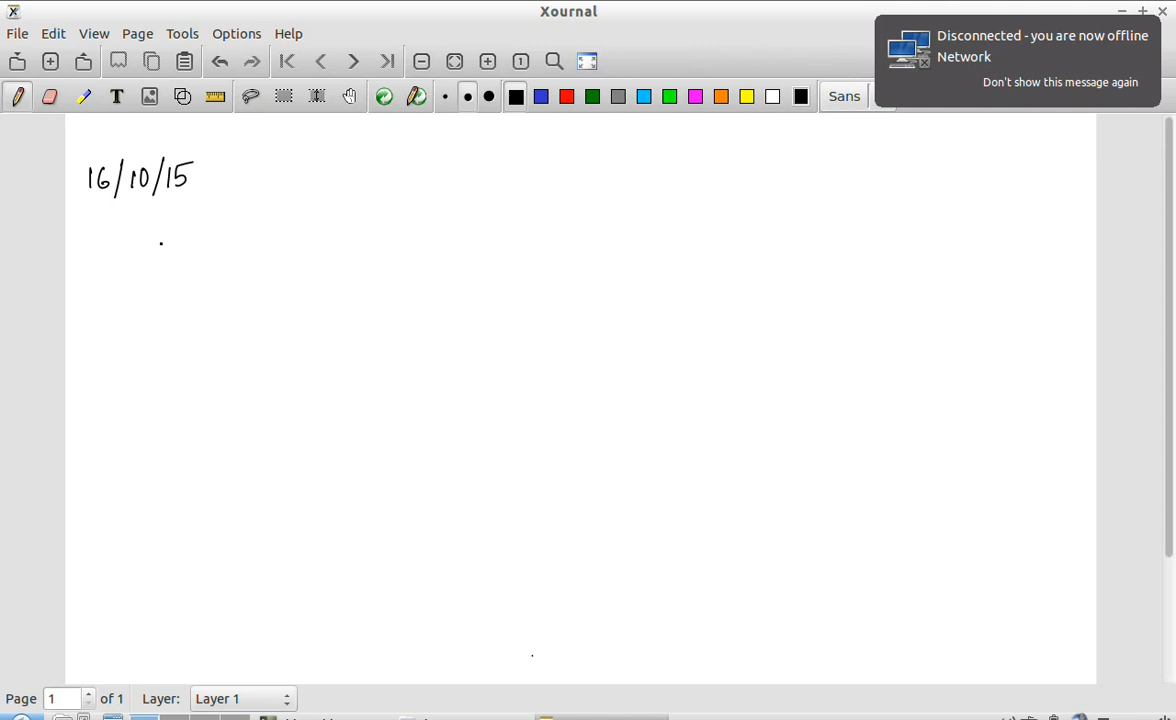 Xournal
File Edit View Page Tools Options Help
Disconnected - you are now offline
Network
Don't show this message again
Sans
16/10/15
Page 1 of 1 Layer: Layer 1